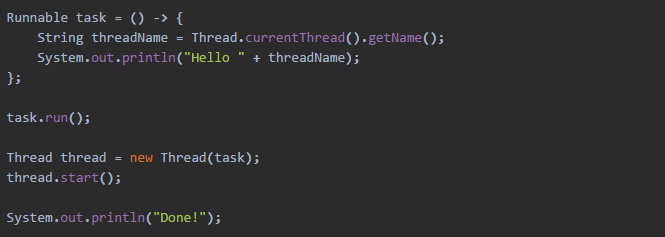 Runnable task = () -> {
    String threadName = Thread.currentThread().getName();
    System.out.println("Hello " + threadName);
};

task.run();

Thread thread = new Thread(task);
thread.start();

System.out.println("Done!");